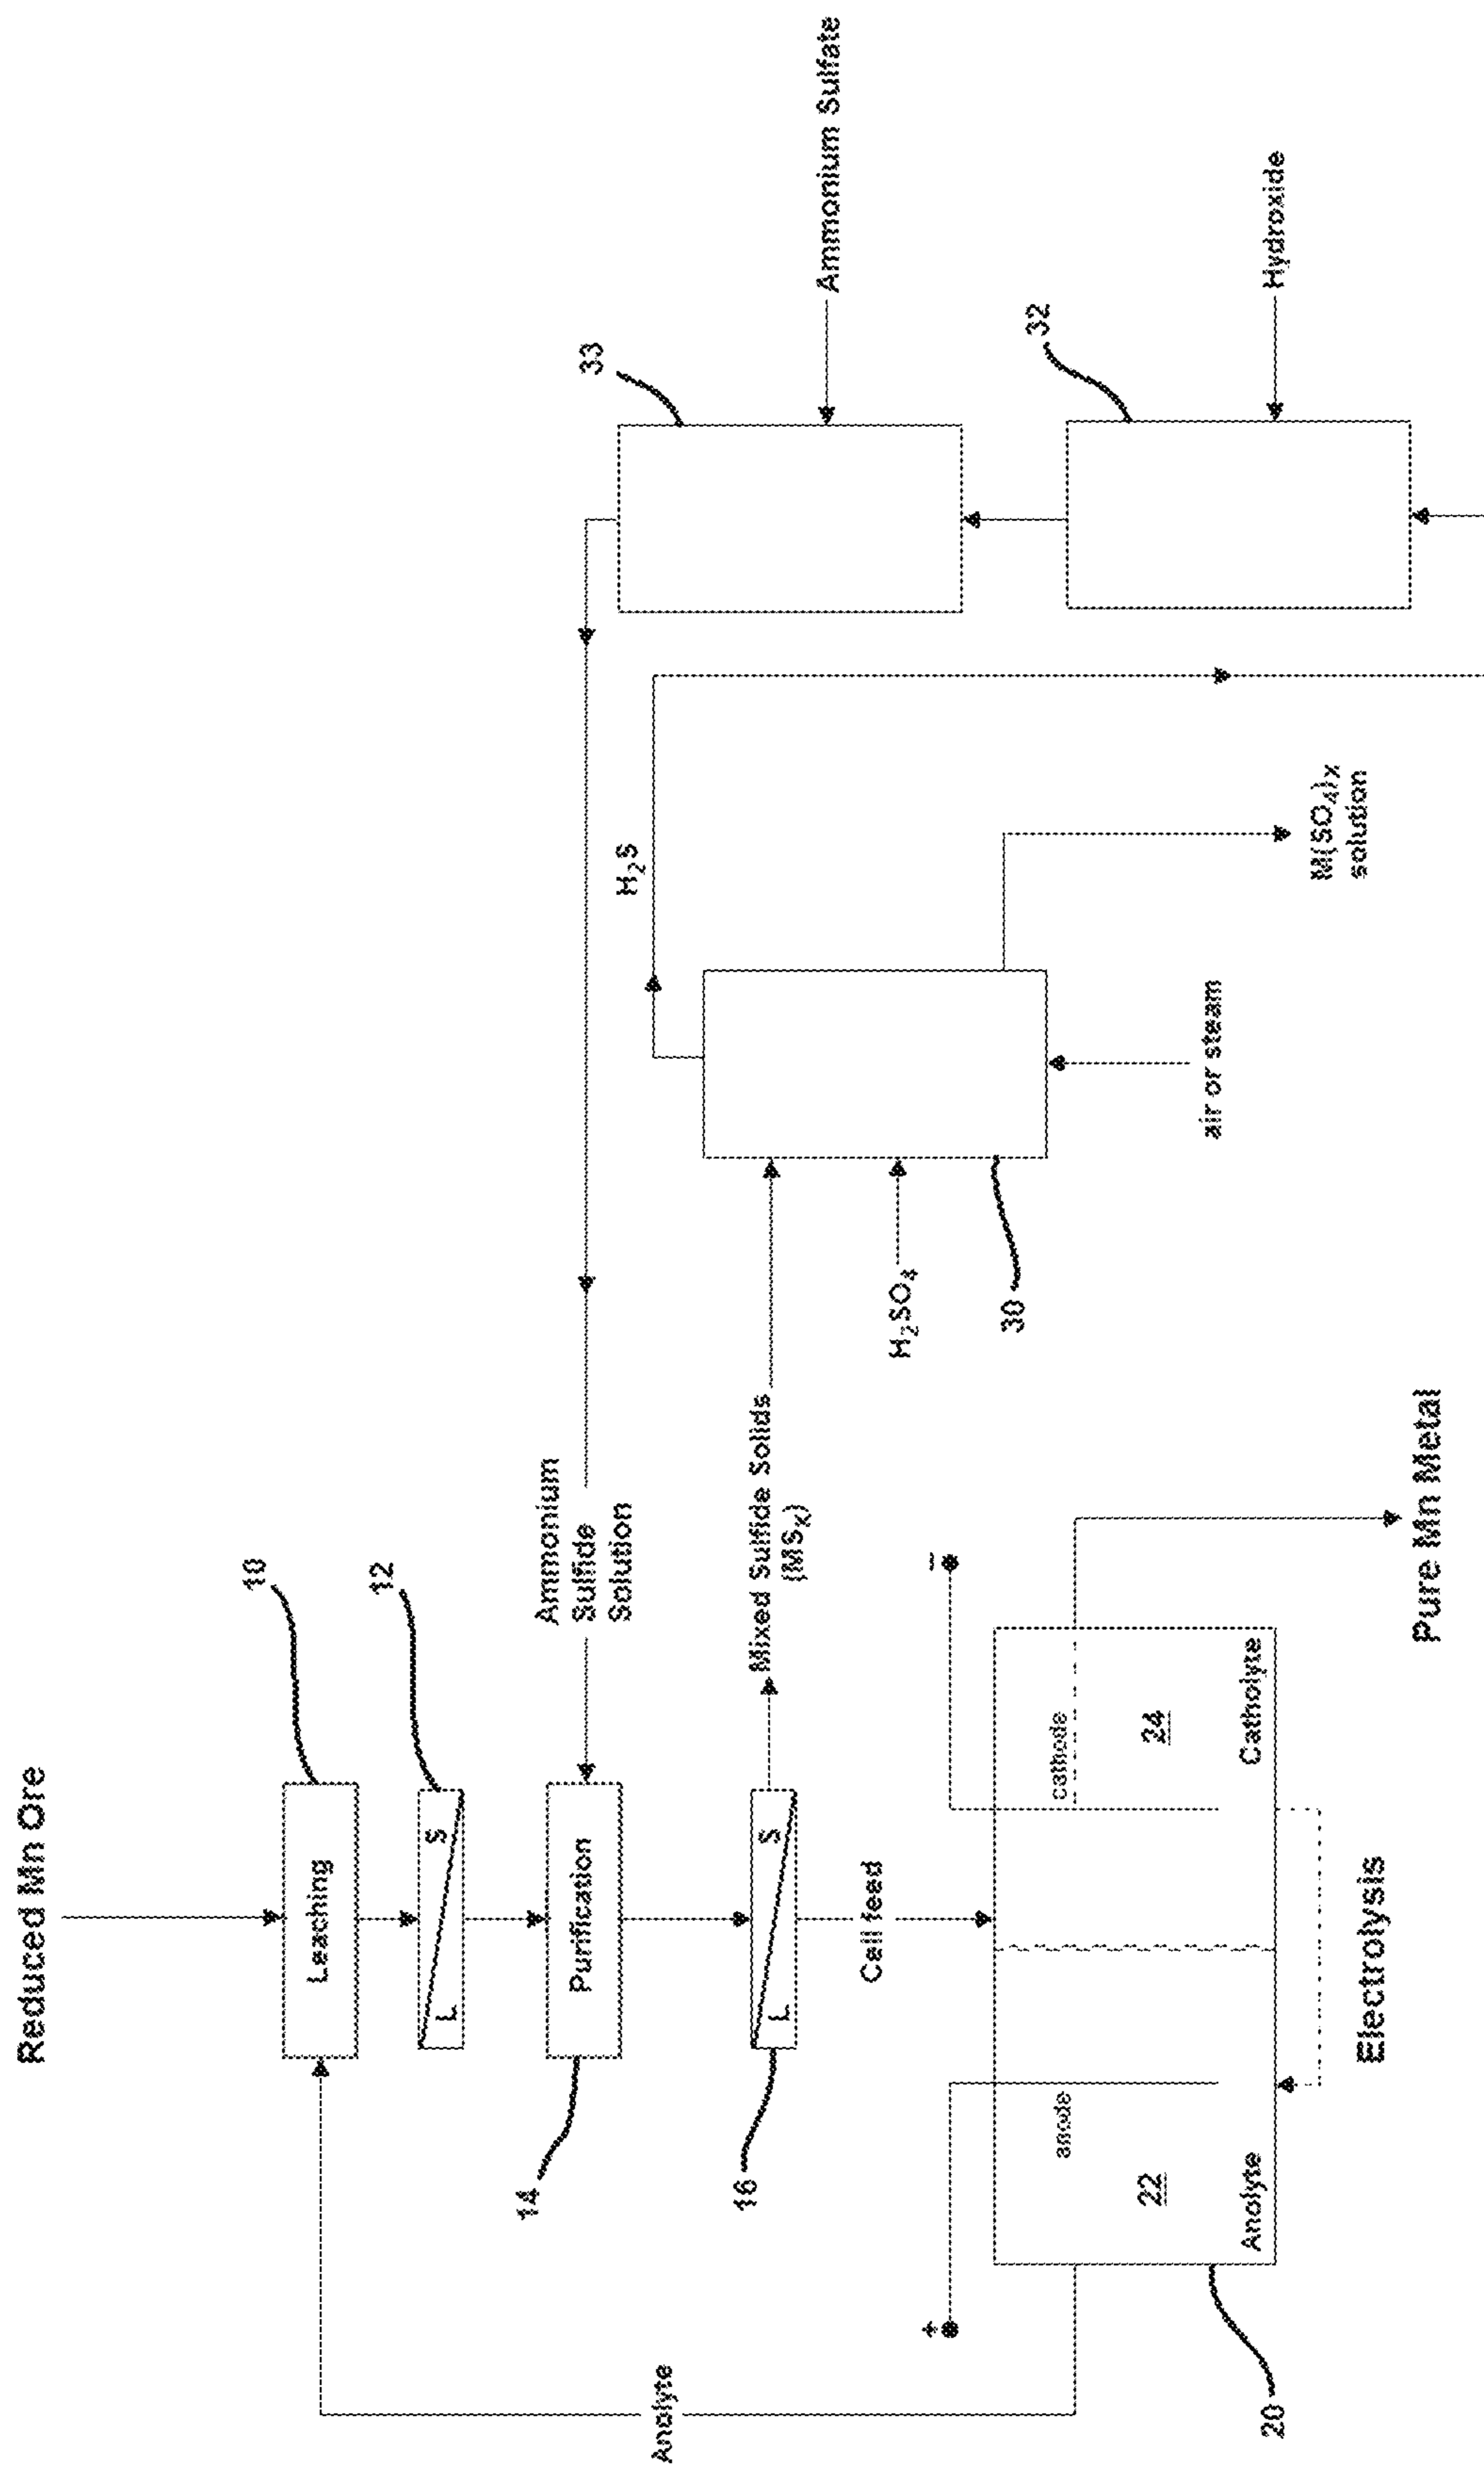 Reduced Mn Ore
10
Leaching
12
L S
Ammonium
Sulfide
Solution
14
Purification
16
L S
Mixed Sulfide Solids
(MSx)
Cell feed
Anolyte
+
−
anode
cathode
22
24
Anolyte
Catholyte
20
Electrolysis
Pure Mn Metal
H2S
H2SO4
30
air or steam
M(SO4)x
solution
33
Ammonium Sulfate
32
Hydroxide